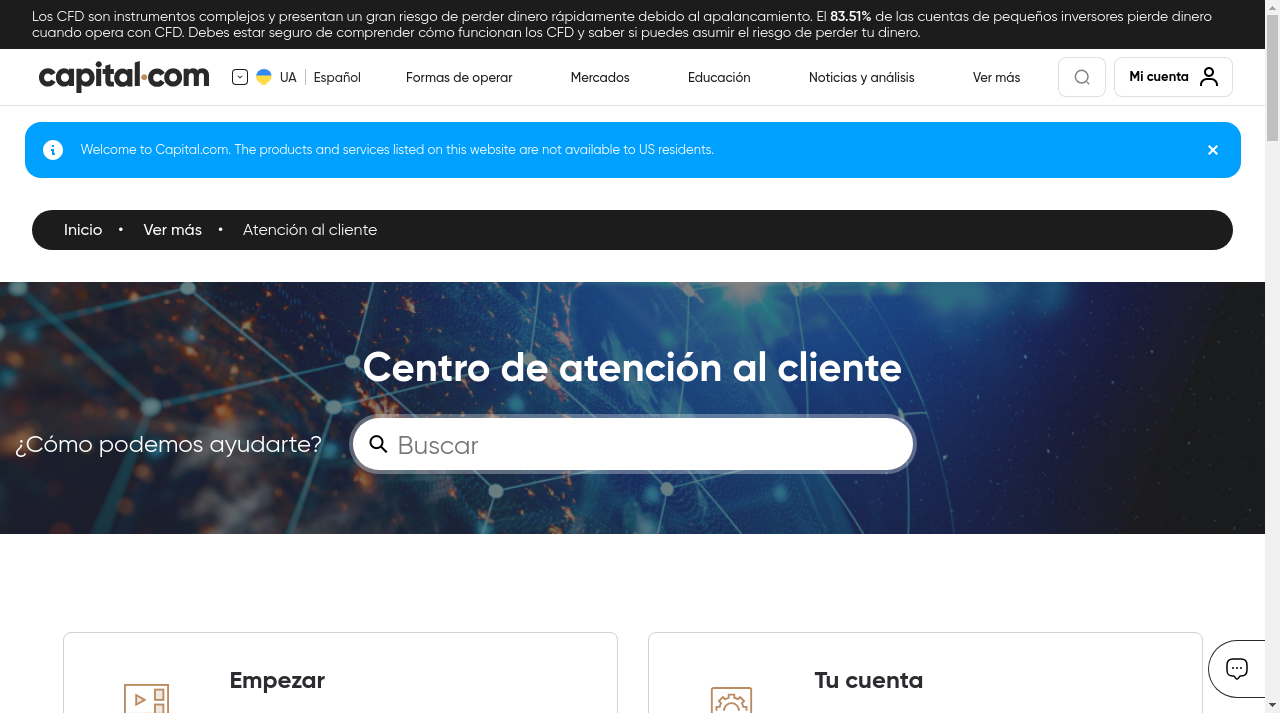 Los CFD son instrumentos complejos y presentan un gran riesgo de perder dinero rápidamente debido al apalancamiento. El 83.51% de las cuentas de pequeños inversores pierde dinero
cuando opera con CFD. Debes estar seguro de comprender cómo funcionan los CFD y saber si puedes asumir el riesgo de perder tu dinero.
capital.com UA Español Formas de operar Mercados Educación Noticias y análisis Ver más Mi cuenta
Welcome to Capital.com. The products and services listed on this website are not available to US residents.
Inicio • Ver más • Atención al cliente
Centro de atención al cliente
¿Cómo podemos ayudarte? Buscar
Empezar Tu cuenta